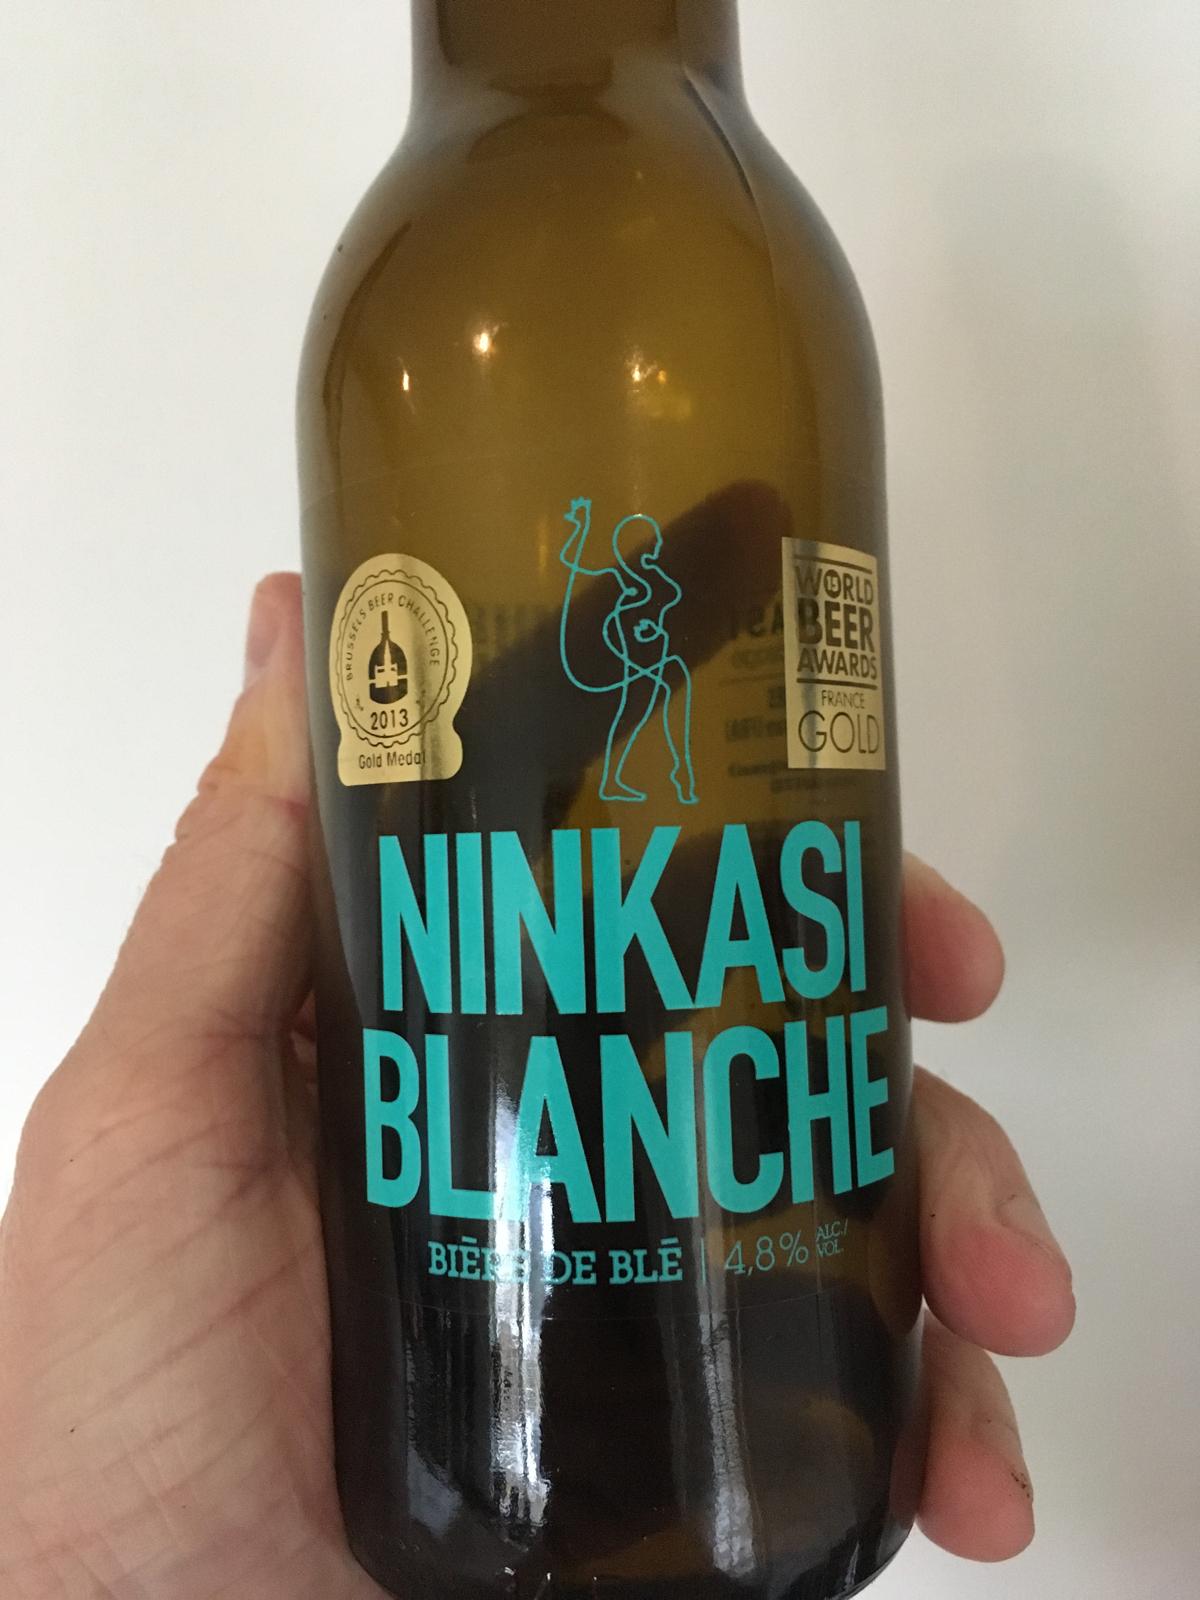 BRUSSELS BEER CHALLENGE
2013
Gold Medal
WORLD
15
BEER
AWARDS
FRANCE
GOLD
NINKASI
BLANCHE
BIÈRE DE BLÉ | 4,8% ALC./
VOL.